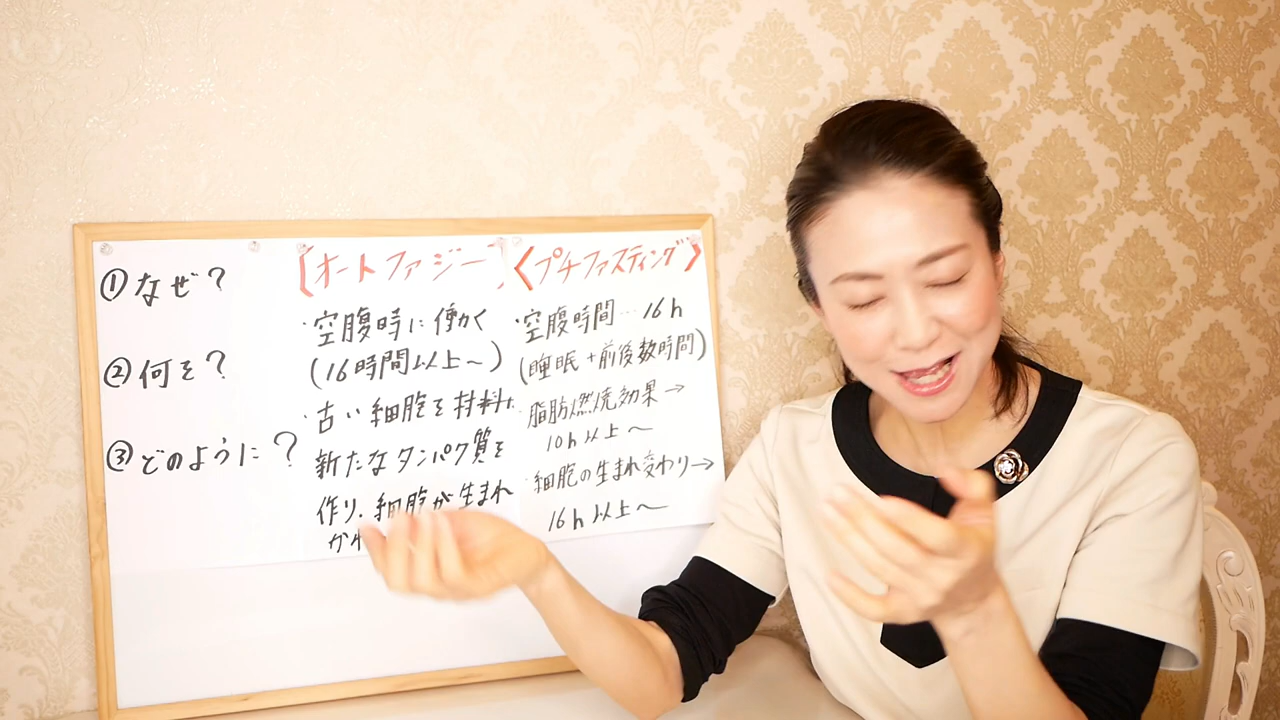 ①なぜ?
②何を?
③どのように?
【オートファジー】
・空腹時に働く
(16時間以上〜)
・古い細胞を材料に
新たなタンパク質を
作り、細胞が生まれ
かわ
<プチファスティング>
・空腹時間…16h
(睡眠+前後数時間)
脂肪燃焼効果→
10h以上〜
・細胞の生まれ変わり→
16h以上〜